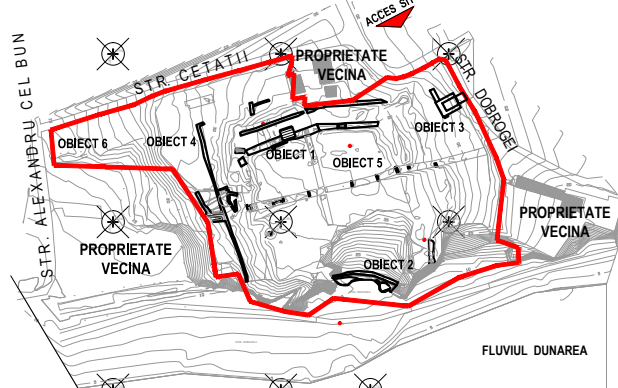 ACCES SIT
STR. ALEXANDRU CEL BUN
STR. CETATII
PROPRIETATE
VECINA
STR. DOBROGEI
OBIECT 6
OBIECT 4
OBIECT 1
OBIECT 5
OBIECT 3
PROPRIETATE
VECINA
OBIECT 2
PROPRIETATE
VECINA
FLUVIUL DUNAREA